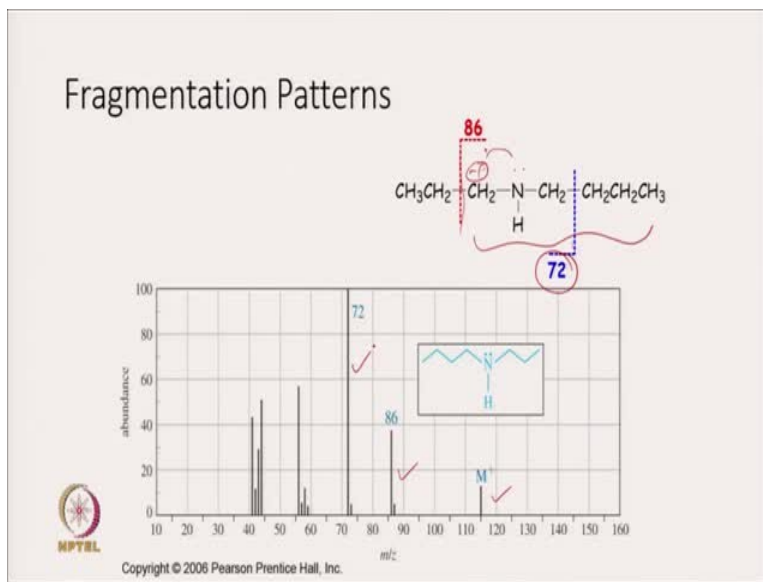 Fragmentation Patterns
86
CH3CH2-CH2-N-CH2-CH2CH2CH3
H
72
100
80
60
40
20
0
abundance
72
86
M+
N
H
10 20 30 40 50 60 70 80 90 100 110 120 130 140 150 160
m/z
NPTEL
Copyright © 2006 Pearson Prentice Hall, Inc.